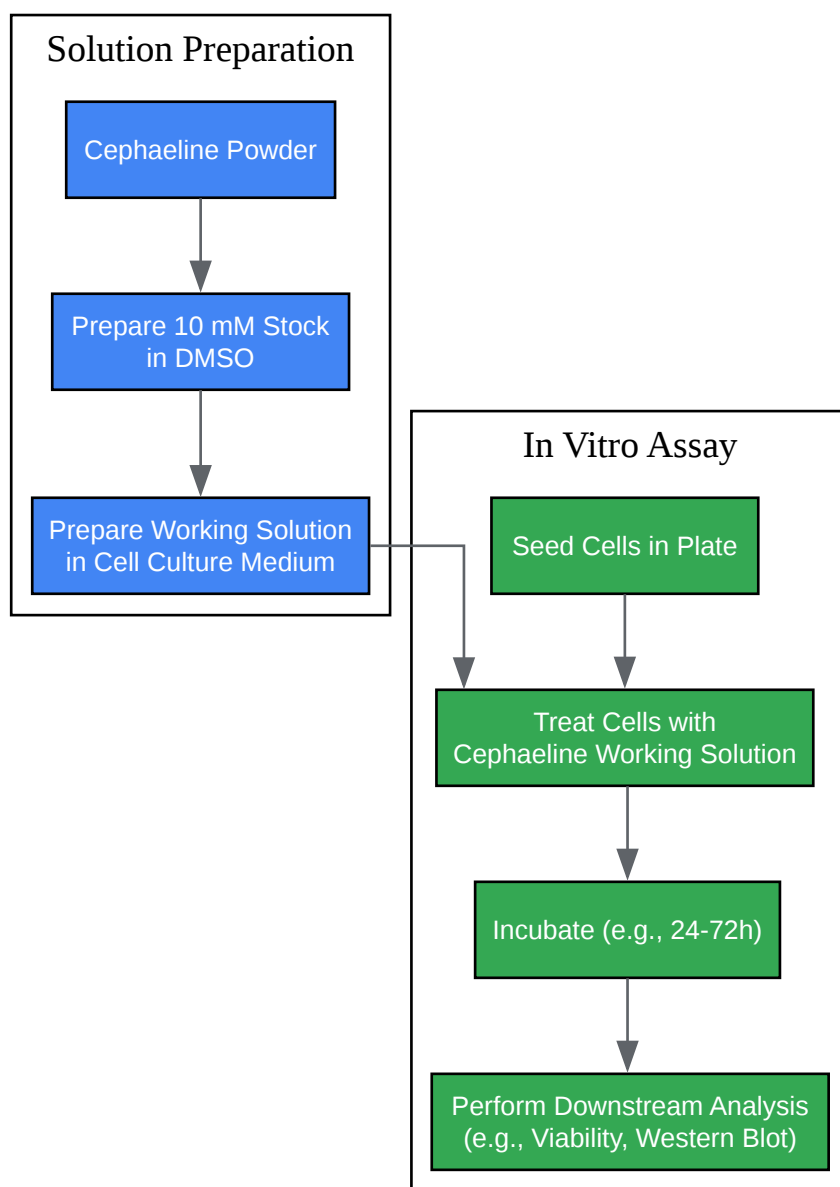 Solution Preparation
Cephaeline Powder
Prepare 10 mM Stock
in DMSO
Prepare Working Solution
in Cell Culture Medium
In Vitro Assay
Seed Cells in Plate
Treat Cells with
Cephaeline Working Solution
Incubate (e.g., 24-72h)
Perform Downstream Analysis
(e.g., Viability, Western Blot)